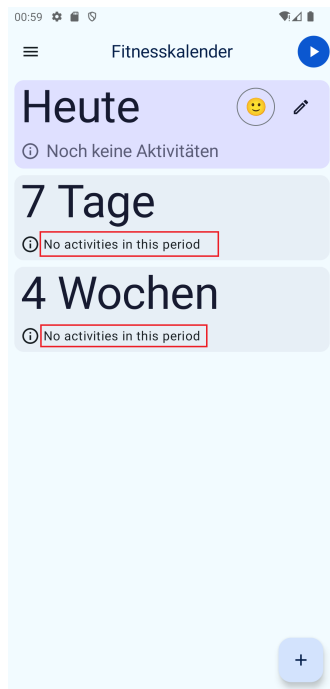 00:59
Fitnesskalender
Heute
Noch keine Aktivitäten
7 Tage
No activities in this period
4 Wochen
No activities in this period